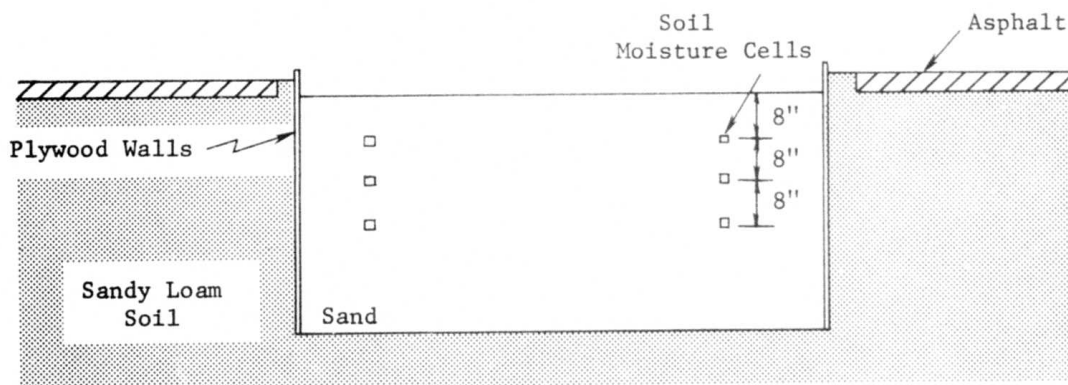 Soil
Moisture Cells
Asphalt
8"
Plywood Walls
8"
8"
Sandy Loam
Soil
Sand